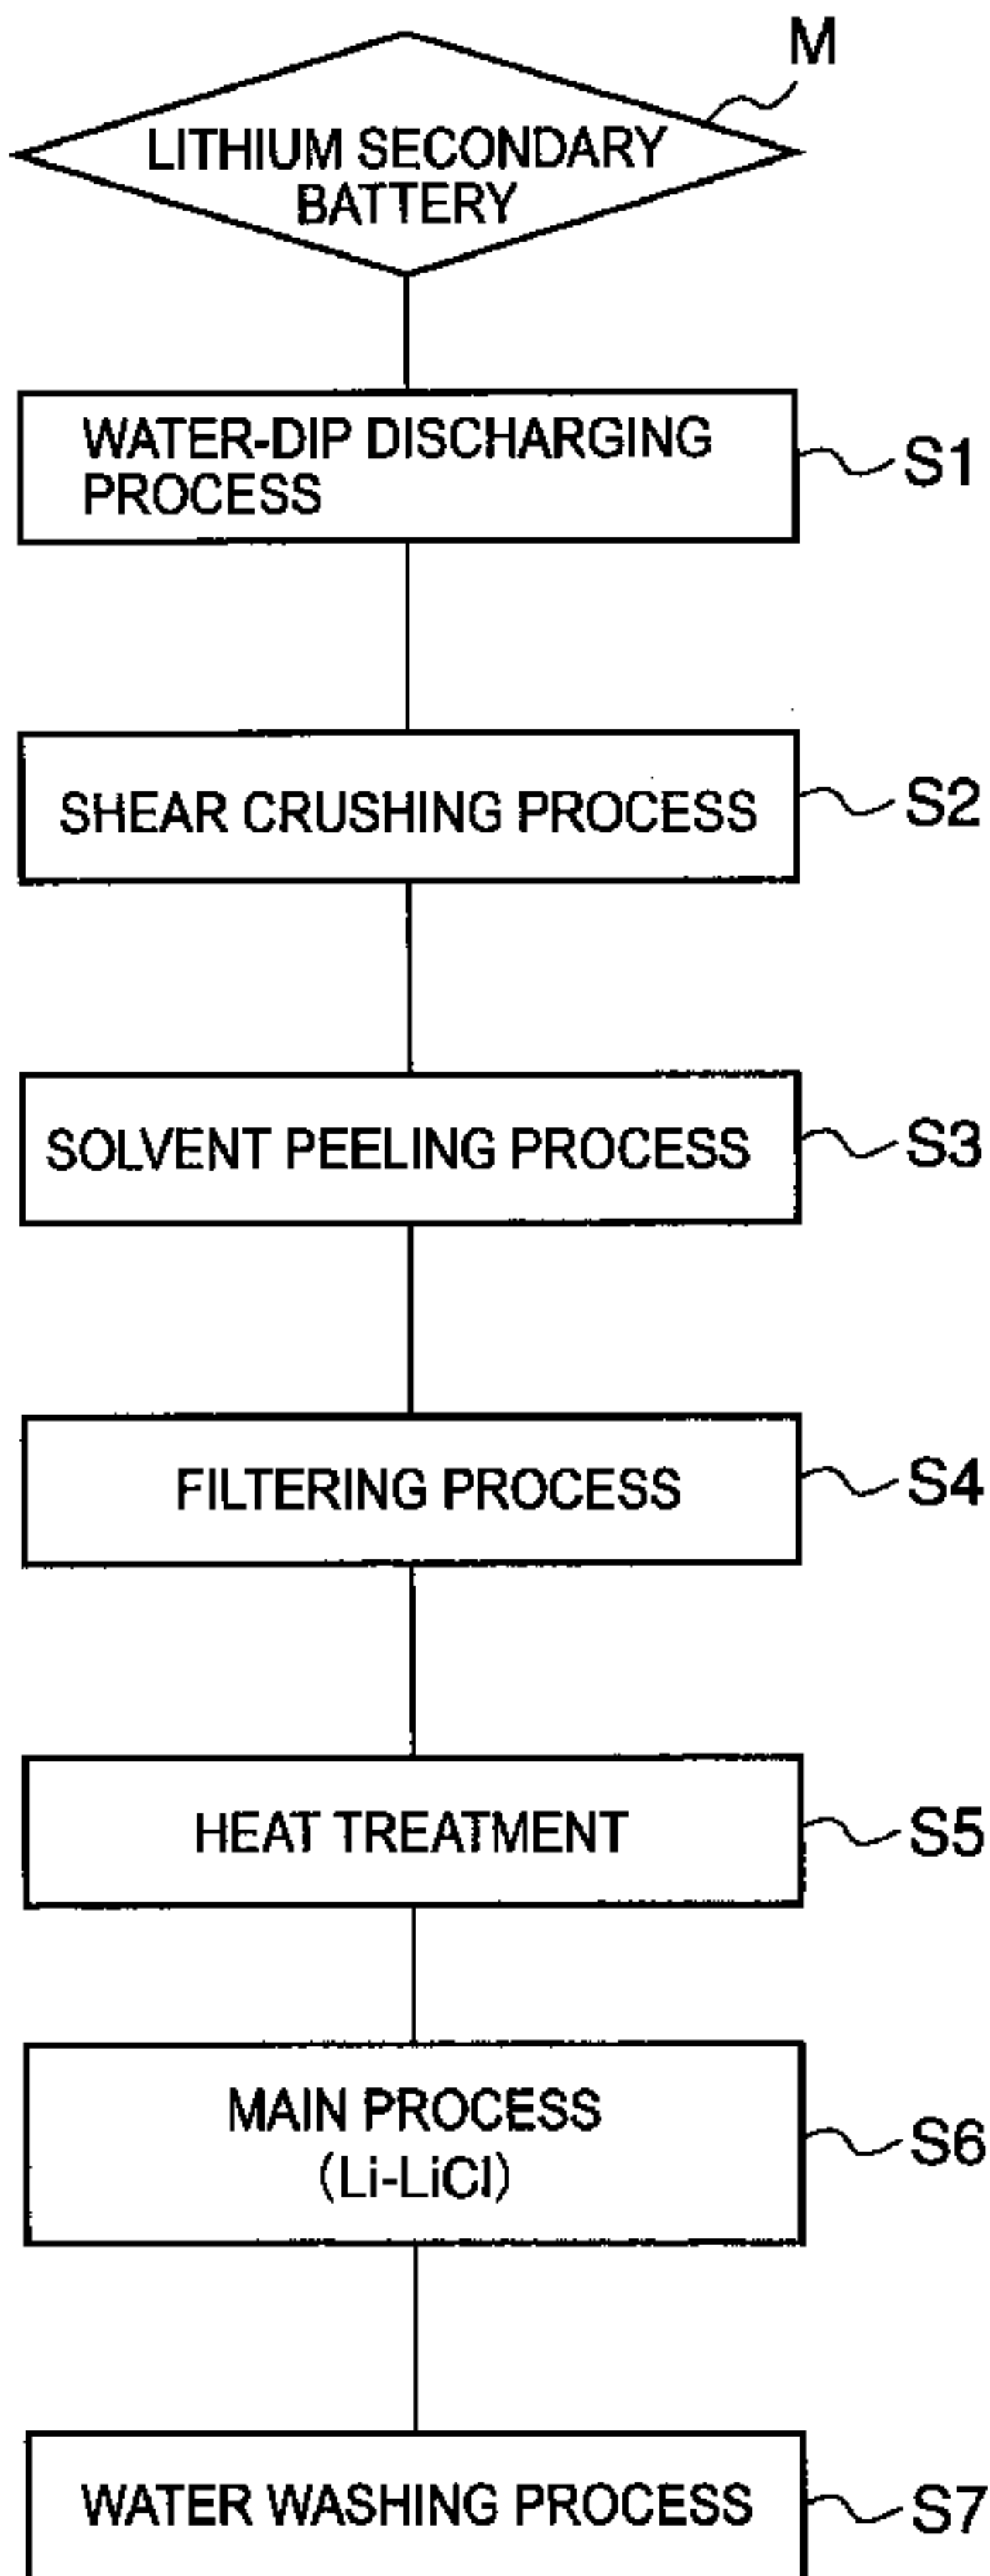 M
LITHIUM SECONDARY
BATTERY
WATER-DIP DISCHARGING
PROCESS
S1
SHEAR CRUSHING PROCESS
S2
SOLVENT PEELING PROCESS
S3
FILTERING PROCESS
S4
HEAT TREATMENT
S5
MAIN PROCESS
(Li-LiCl)
S6
WATER WASHING PROCESS
S7